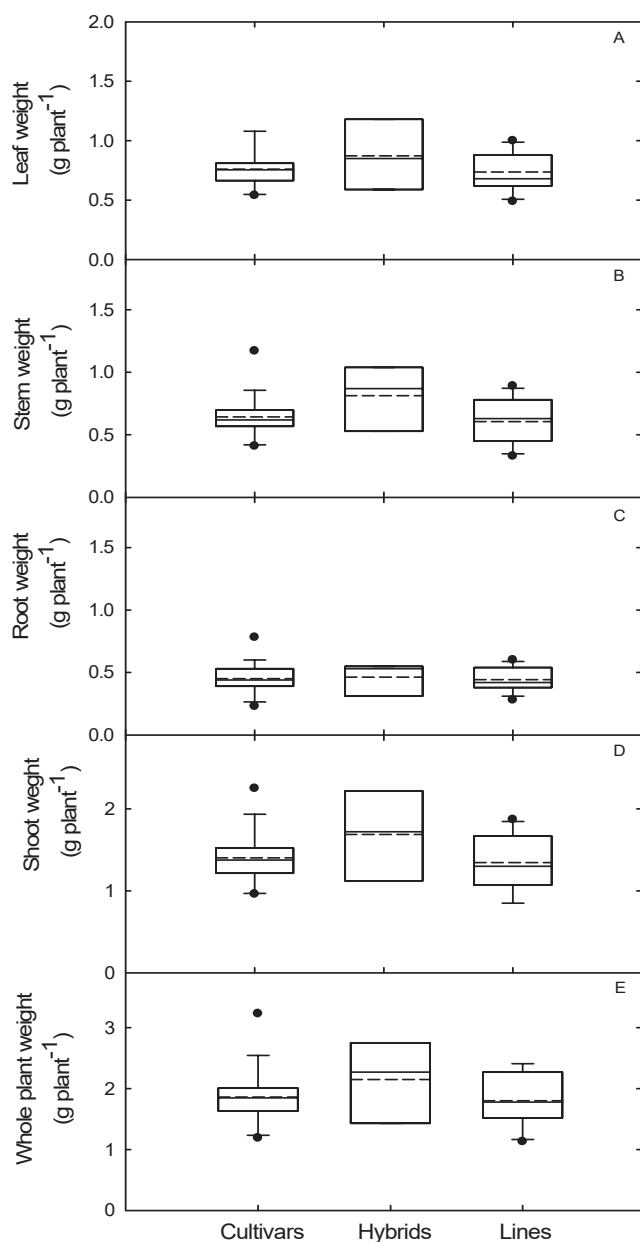 A
Leaf weight
(g plant⁻¹)
2.0
1.5
1.0
0.5
0.0
B
Stem weight
(g plant⁻¹)
1.5
1.0
0.5
0.0
C
Root weight
(g plant⁻¹)
1.5
1.0
0.5
0.0
D
Shoot weght
(g plant⁻¹)
2
1
0
E
Whole plant weight
(g plant⁻¹)
3
2
1
0
Cultivars Hybrids Lines